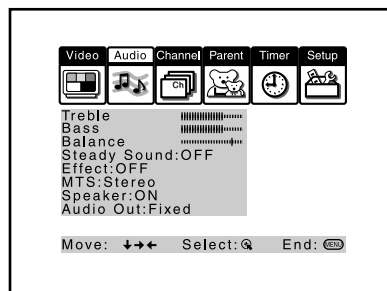 Video Audio Channel Parent Timer Setup
Ch
Treble
Bass
Balance
Steady Sound:OFF
Effect:OFF
MTS:Stereo
Speaker:ON
Audio Out:Fixed
Move: ↓→← Select: End: MENU